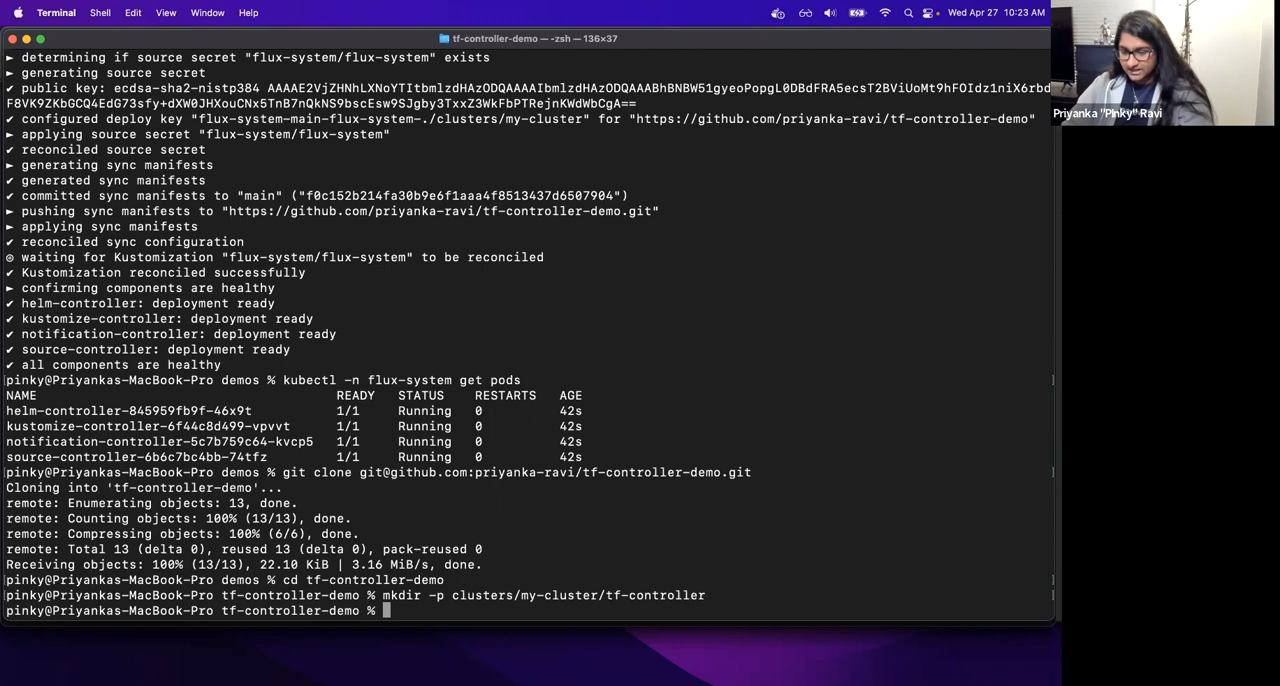 Terminal Shell Edit View Window Help Wed Apr 27 10:23 AM
tf-controller-demo — -zsh — 136×37
► determining if source secret "flux-system/flux-system" exists
► generating source secret
✔ public key: ecdsa-sha2-nistp384 AAAAE2VjZHNhLXNoYTItbmlzdHAzODQAAAAIbmlzdHAzODQAAABhBNBW51gyeoPopgL0DBdFRA5ecsT2BViUoMt9hFOIdz1niX6rbd
F8VK9ZKbGCQ4EdG73sfy+dXW0JHXouCNx5TnB7nQkNS9bscEsw9SJgby3TxxZ3WkFbPTRejnKWdWbCgA==
✔ configured deploy key "flux-system-main-flux-system-./clusters/my-cluster" for "https://github.com/priyanka-ravi/tf-controller-demo"
► applying source secret "flux-system/flux-system"
✔ reconciled source secret
► generating sync manifests
✔ generated sync manifests
✔ committed sync manifests to "main" ("f0c152b214fa30b9e6f1aaa4f8513437d6507904")
► pushing sync manifests to "https://github.com/priyanka-ravi/tf-controller-demo.git"
► applying sync manifests
✔ reconciled sync configuration
◎ waiting for Kustomization "flux-system/flux-system" to be reconciled
✔ Kustomization reconciled successfully
► confirming components are healthy
✔ helm-controller: deployment ready
✔ kustomize-controller: deployment ready
✔ notification-controller: deployment ready
✔ source-controller: deployment ready
✔ all components are healthy
pinky@Priyankas-MacBook-Pro demos % kubectl -n flux-system get pods
NAME READY STATUS RESTARTS AGE
helm-controller-845959fb9f-46x9t 1/1 Running 0 42s
kustomize-controller-6f44c8d499-vpvvt 1/1 Running 0 42s
notification-controller-5c7b759c64-kvcp5 1/1 Running 0 42s
source-controller-6b6c7bc4bb-74tfz 1/1 Running 0 42s
pinky@Priyankas-MacBook-Pro demos % git clone git@github.com:priyanka-ravi/tf-controller-demo.git
Cloning into 'tf-controller-demo'...
remote: Enumerating objects: 13, done.
remote: Counting objects: 100% (13/13), done.
remote: Compressing objects: 100% (6/6), done.
remote: Total 13 (delta 0), reused 13 (delta 0), pack-reused 0
Receiving objects: 100% (13/13), 22.10 KiB | 3.16 MiB/s, done.
pinky@Priyankas-MacBook-Pro demos % cd tf-controller-demo
pinky@Priyankas-MacBook-Pro tf-controller-demo % mkdir -p clusters/my-cluster/tf-controller
pinky@Priyankas-MacBook-Pro tf-controller-demo %
Priyanka "Pinky" Ravi